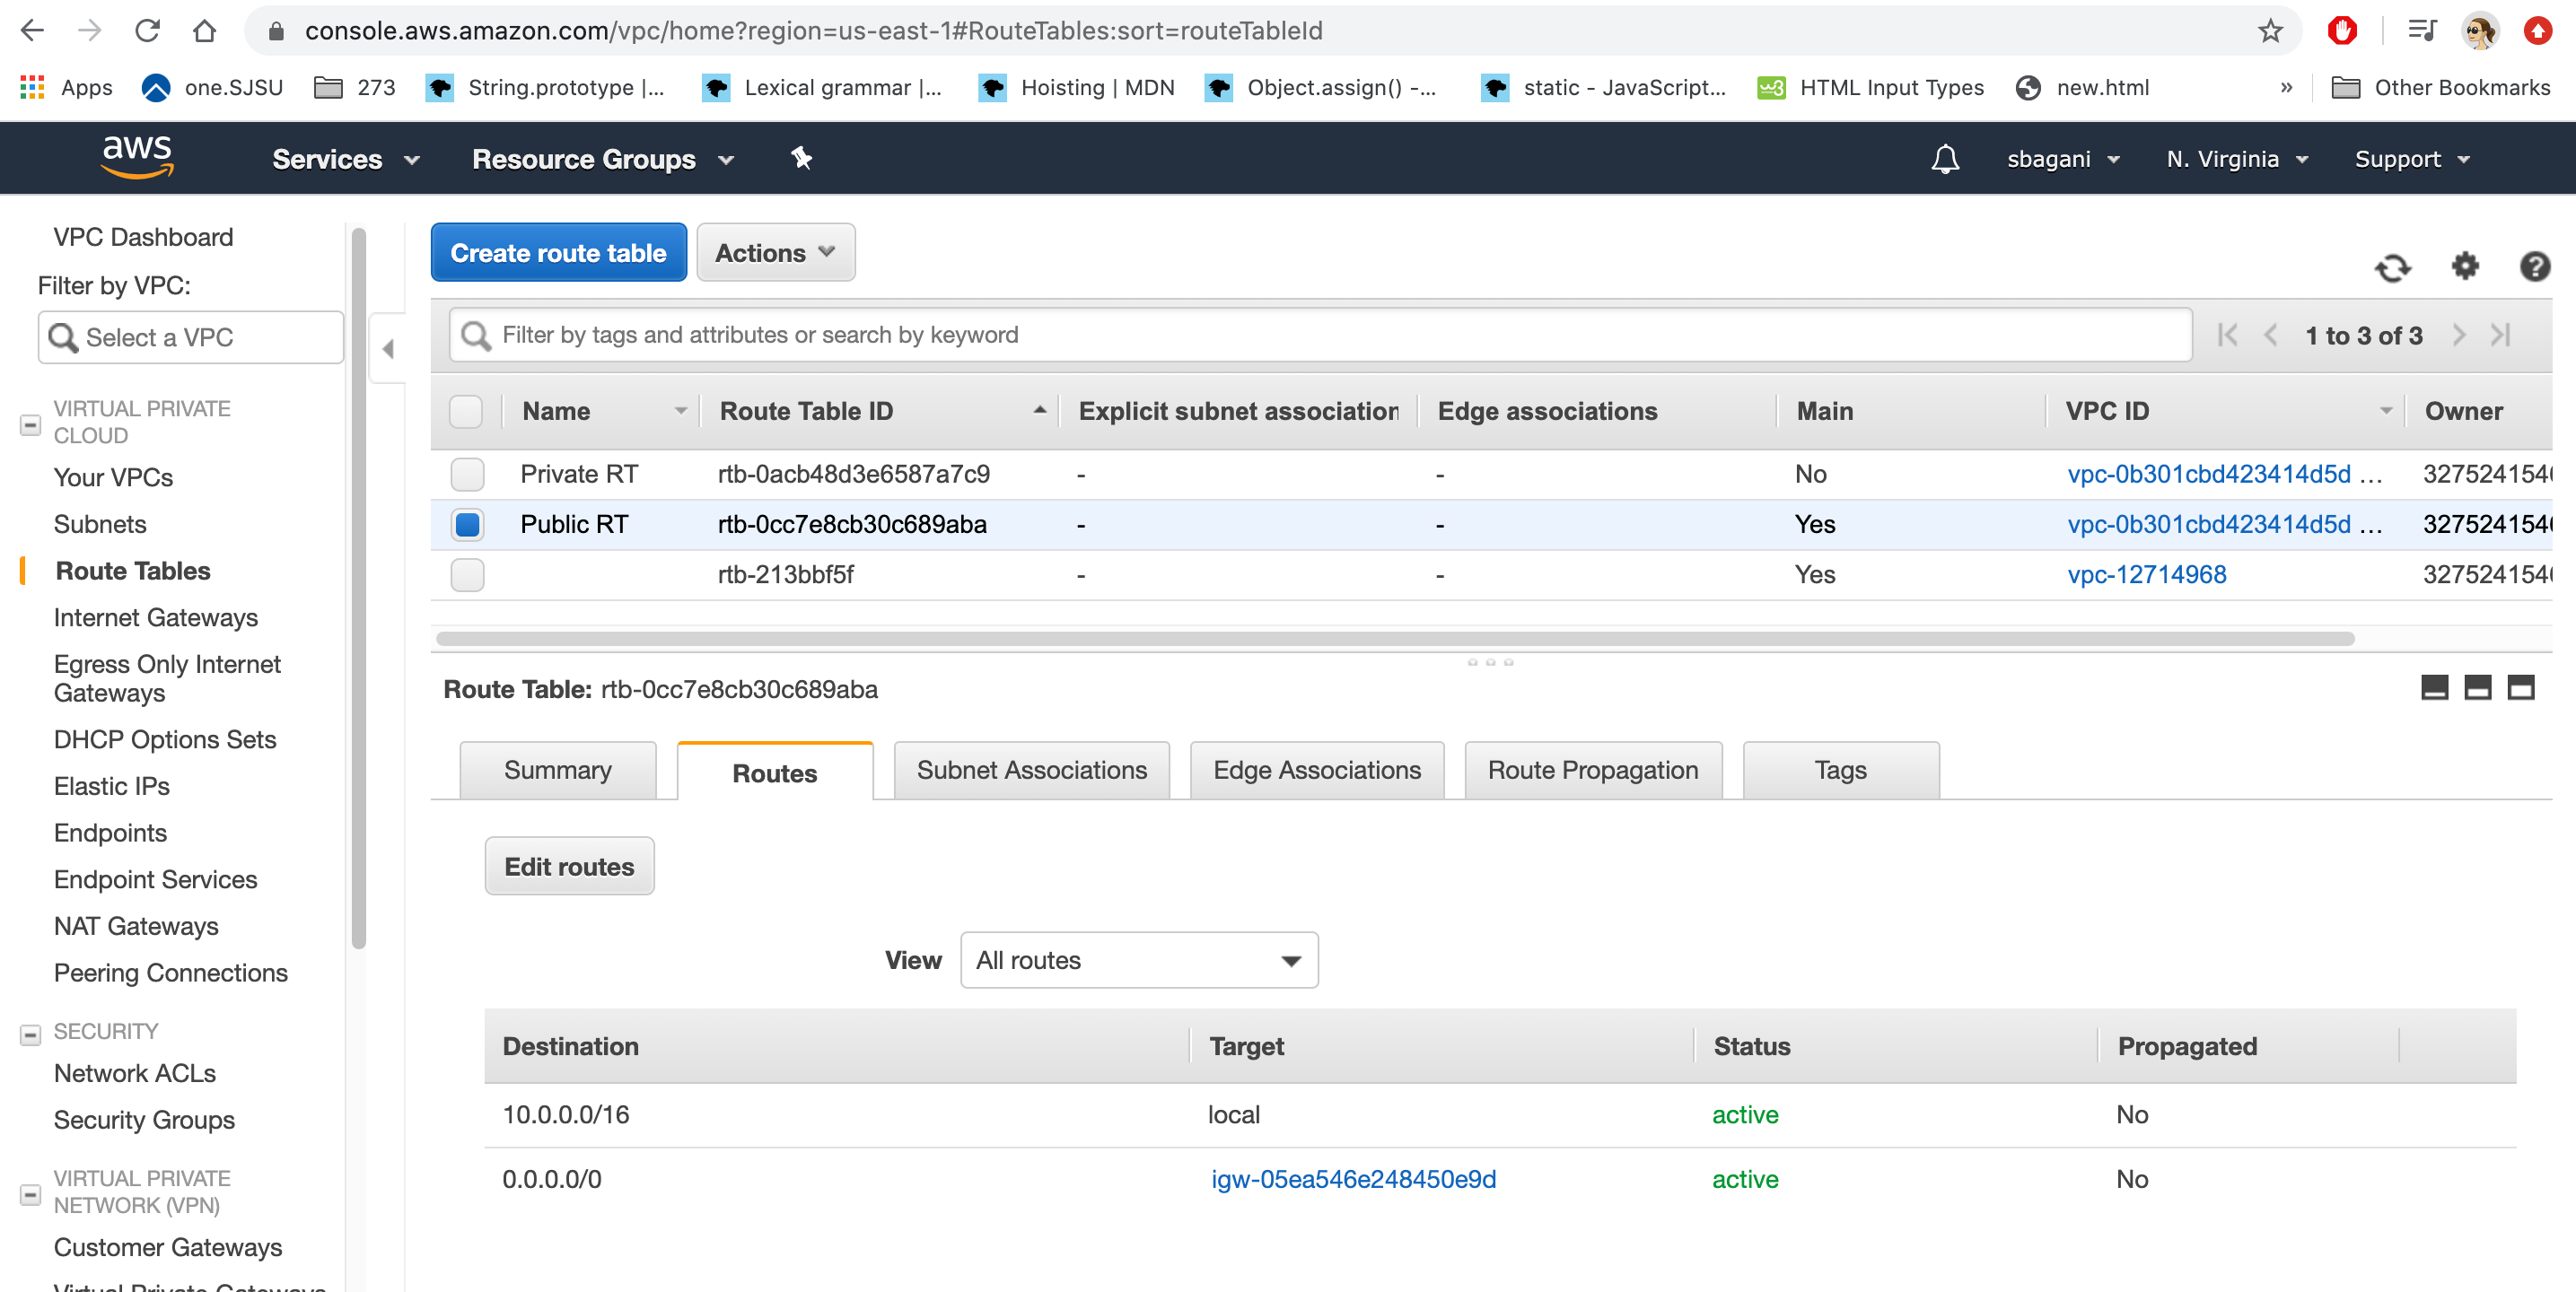 console.aws.amazon.com/vpc/home?region=us-east-1#RouteTables:sort=routeTableId
Apps one.SJSU 273 String.prototype |... Lexical grammar |... Hoisting | MDN Object.assign() -... static - JavaScript... w3 HTML Input Types new.html » Other Bookmarks
aws Services Resource Groups sbagani N. Virginia Support
VPC Dashboard
Filter by VPC:
Select a VPC
VIRTUAL PRIVATE
CLOUD
Your VPCs
Subnets
Route Tables
Internet Gateways
Egress Only Internet
Gateways
DHCP Options Sets
Elastic IPs
Endpoints
Endpoint Services
NAT Gateways
Peering Connections
SECURITY
Network ACLs
Security Groups
VIRTUAL PRIVATE
NETWORK (VPN)
Customer Gateways
Virtual Private Gateways
Create route table Actions
Filter by tags and attributes or search by keyword 1 to 3 of 3
Name Route Table ID Explicit subnet association Edge associations Main VPC ID Owner
Private RT rtb-0acb48d3e6587a7c9 - - No vpc-0b301cbd423414d5d ... 327524154
Public RT rtb-0cc7e8cb30c689aba - - Yes vpc-0b301cbd423414d5d ... 327524154
rtb-213bbf5f - - Yes vpc-12714968 327524154
Route Table: rtb-0cc7e8cb30c689aba
Summary Routes Subnet Associations Edge Associations Route Propagation Tags
Edit routes
View All routes
Destination Target Status Propagated
10.0.0.0/16 local active No
0.0.0.0/0 igw-05ea546e248450e9d active No